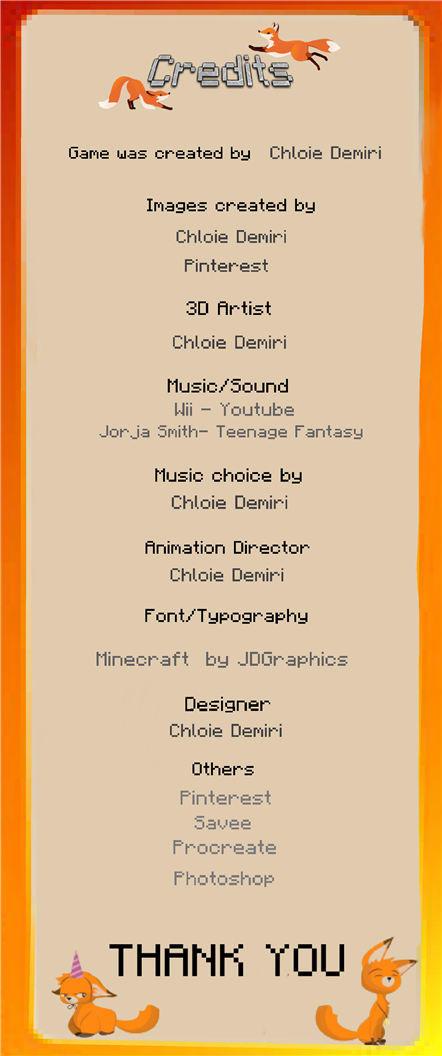 Credits
Game was created by Chloie Demiri
Images created by
Chloie Demiri
Pinterest
3D Artist
Chloie Demiri
Music/Sound
Wii - Youtube
Jorja Smith- Teenage Fantasy
Music choice by
Chloie Demiri
Animation Director
Chloie Demiri
Font/Typography
Minecraft by JDGraphics
Designer
Chloie Demiri
Others
Pinterest
Savee
Procreate
Photoshop
THANK YOU